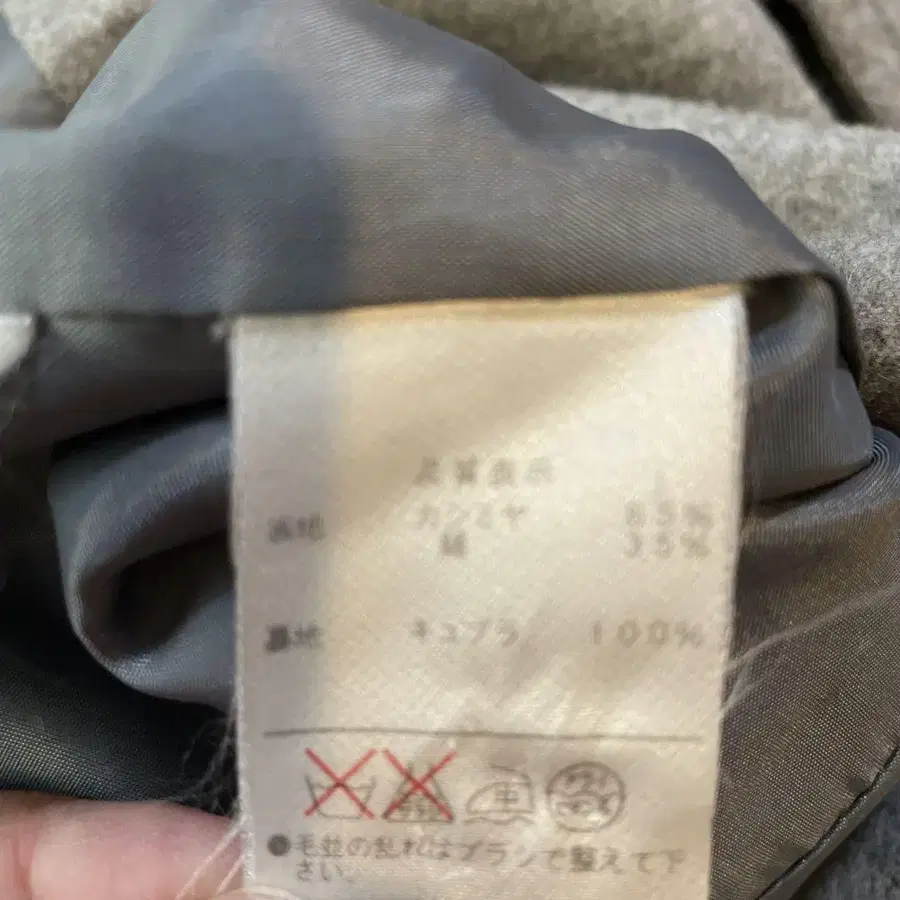 品質表示
表地 カシミヤ 65%
35%
裏地 キュプラ 100%
中
●毛並の乱れはブラシで整えて下
さい。